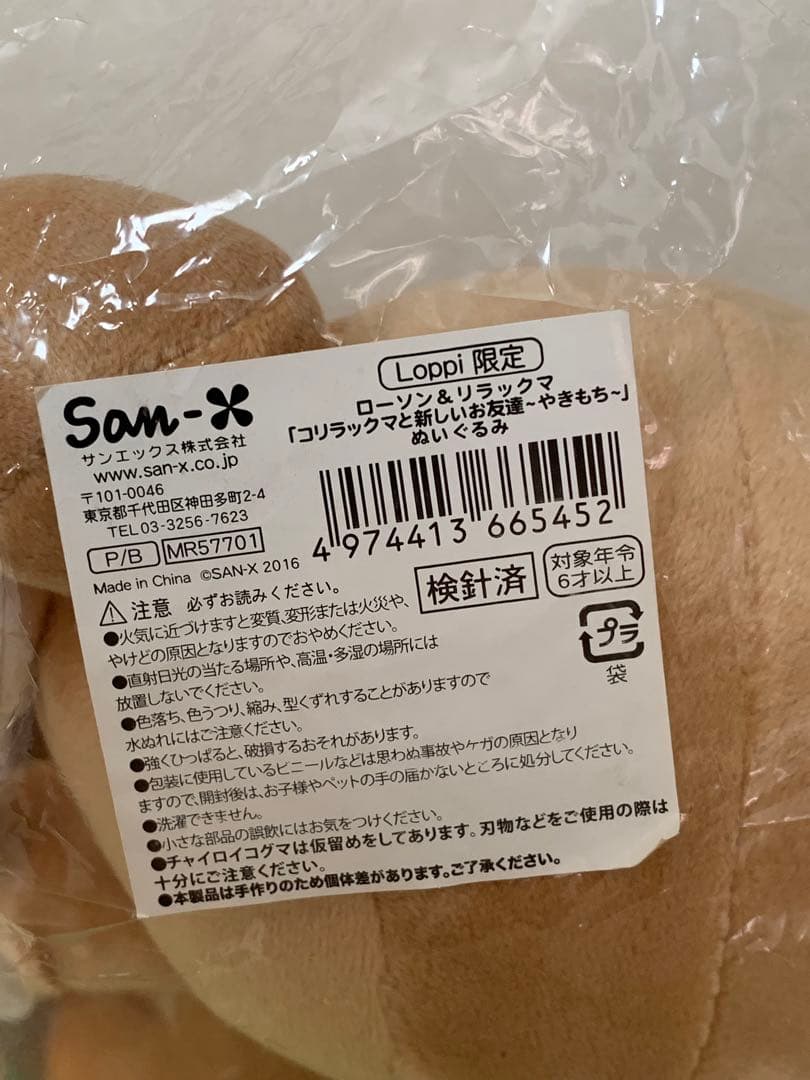 San-X
サンエックス株式会社
www.san-x.co.jp
〒101-0046
東京都千代田区神田多町2-4
TEL03-3256-7623
P/B MR57701
Made in China ©SAN-X 2016
Loppi 限定
ローソン&リラックマ
「コリラックマと新しいお友達~やきもち~」
ぬいぐるみ
4 974413 665452
検針済
対象年令
6才以上
プラ
袋
⚠注意 必ずお読みください。
●火気に近づけますと変質、変形または火災や、
やけどの原因となりますのでおやめください。
●直射日光の当たる場所や、高温・多湿の場所には
放置しないでください。
●色落ち、色うつり、縮み、型くずれすることがありますので
水ぬれにはご注意ください。
●強くひっぱると、破損するおそれがあります。
●包装に使用しているビニールなどは思わぬ事故やケガの原因となり
ますので、開封後は、お子様やペットの手の届かないところに処分してください。
●洗濯できません。
●小さな部品の誤飲にはお気をつけください。
●チャイロイコグマは仮留めをしてあります。刃物などをご使用の際は
十分にご注意ください。
●本製品は手作りのため個体差があります。ご了承ください。